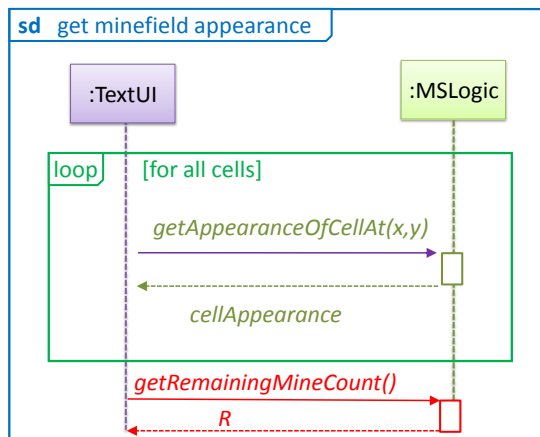 sd get minefield appearance
:TextUI
:MSLogic
loop [for all cells]
getAppearanceOfCellAt(x,y)
cellAppearance
getRemainingMineCount()
R